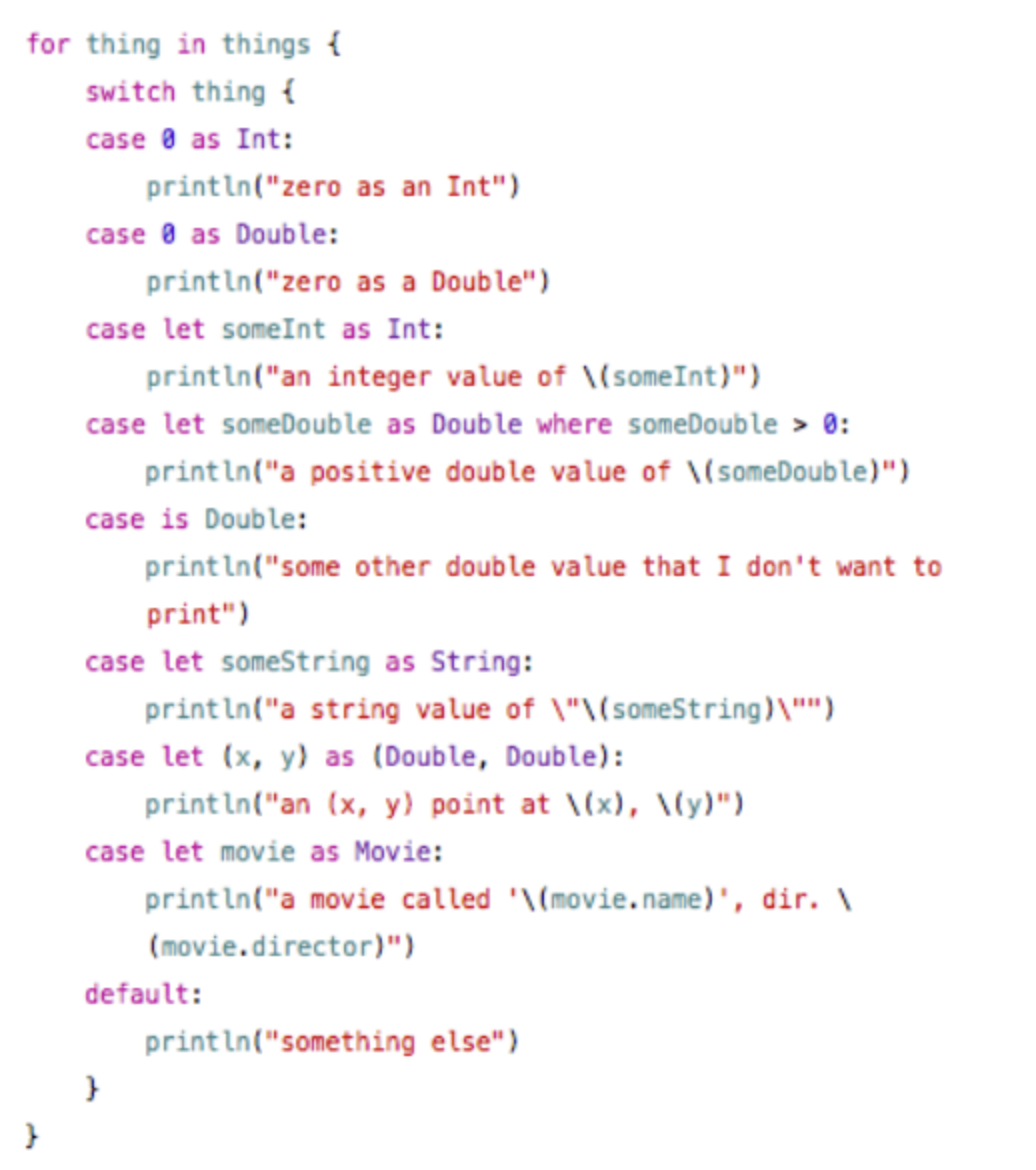 for thing in things {
    switch thing {
    case 0 as Int:
        println("zero as an Int")
    case 0 as Double:
        println("zero as a Double")
    case let someInt as Int:
        println("an integer value of \(someInt)")
    case let someDouble as Double where someDouble > 0:
        println("a positive double value of \(someDouble)")
    case is Double:
        println("some other double value that I don't want to
        print")
    case let someString as String:
        println("a string value of \"\(someString)\"")
    case let (x, y) as (Double, Double):
        println("an (x, y) point at \(x), \(y)")
    case let movie as Movie:
        println("a movie called '\(movie.name)', dir. \
        (movie.director)")
    default:
        println("something else")
    }
}